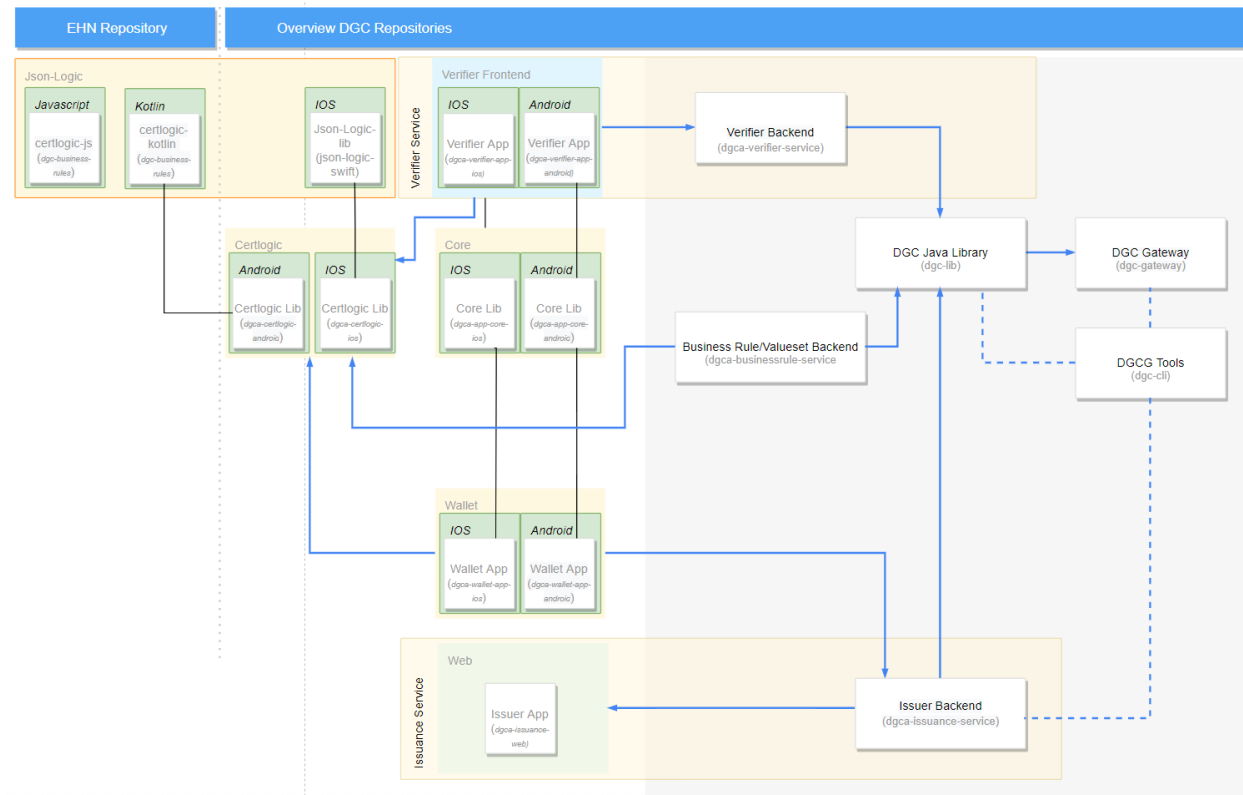 EHN Repository
Overview DGC Repositories
Json-Logic
Javascript
certlogic-js
(dgc-business-
rules)
Kotlin
certlogic-
kotlin
(dgc-business-
rules)
IOS
Json-Logic-
lib
(json-logic-
swift)
Verifier Service
Verifier Frontend
IOS
Verifier App
(dgca-verifier-app-
ios)
Android
Verifier App
(dgca-verifier-app-
android)
Verifier Backend
(dgca-verifier-service)
Certlogic
Android
Certlogic Lib
(dgca-certlogic-
androic)
IOS
Certlogic Lib
(dgca-certlogic-
ios)
Core
IOS
Core Lib
(dgca-app-core-
ios)
Android
Core Lib
(dgca-app-core-
android)
DGC Java Library
(dgc-lib)
DGC Gateway
(dgc-gateway)
Business Rule/Valueset Backend
(dgca-businessrule-service
DGCG Tools
(dgc-cli)
Wallet
IOS
Wallet App
(dgca-wallet-app-
ios)
Android
Wallet App
(dgca-wallet-app-
androic)
Issuance Service
Web
Issuer App
(dgca-issuance-
web)
Issuer Backend
(dgca-issuance-service)